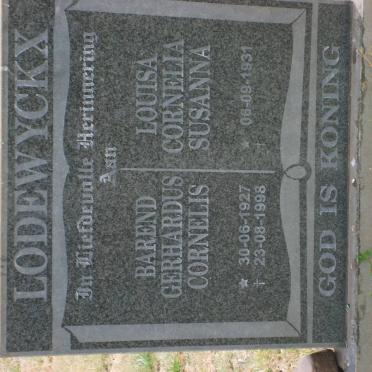 LODEWYCKX
In Liefdevolle Herinnering
Aan
BAREND
GERHARDUS
CORNELIS
★ 30-06-1927
† 23-08-1998
LOUISA
CORNELIA
SUSANNA
★ 06-09-1931
GOD IS KONING